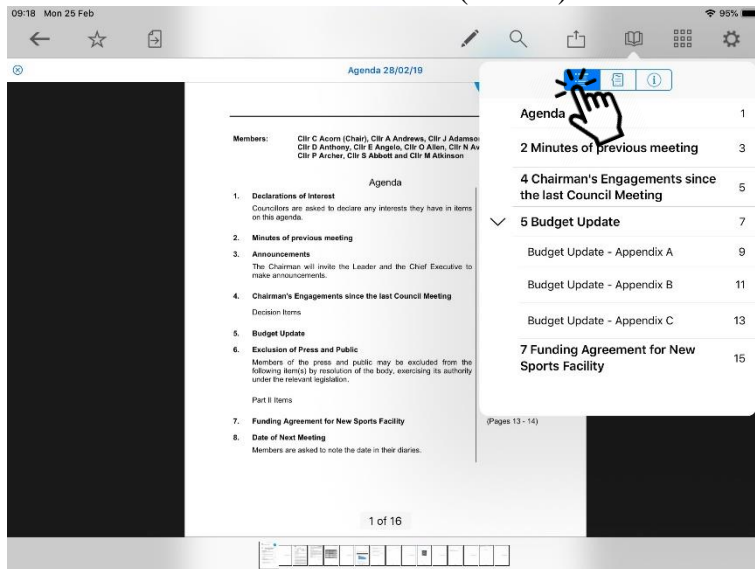 09:18 Mon 25 Feb
95%
Agenda 28/02/19
Members: Cllr C Acorn (Chair), Cllr A Andrews, Cllr J Adamso
Cllr D Anthony, Cllr E Angelo, Cllr O Allen, Cllr N Av
Cllr P Archer, Cllr S Abbott and Cllr M Atkinson
Agenda
1. Declarations of Interest
Councillors are asked to declare any interests they have in items
on this agenda.
2. Minutes of previous meeting
3. Announcements
The Chairman will invite the Leader and the Chief Executive to
make announcements.
4. Chairman's Engagements since the last Council Meeting
Decision Items
5. Budget Update
6. Exclusion of Press and Public
Members of the press and public may be excluded from the
following item(s) by resolution of the body, exercising its authority
under the relevant legislation.
Part II Items
7. Funding Agreement for New Sports Facility (Pages 13 - 14)
8. Date of Next Meeting
Members are asked to note the date in their diaries.
1 of 16
Agenda 1
2 Minutes of previous meeting 3
4 Chairman's Engagements since
the last Council Meeting 5
5 Budget Update 7
Budget Update - Appendix A 9
Budget Update - Appendix B 11
Budget Update - Appendix C 13
7 Funding Agreement for New
Sports Facility 15